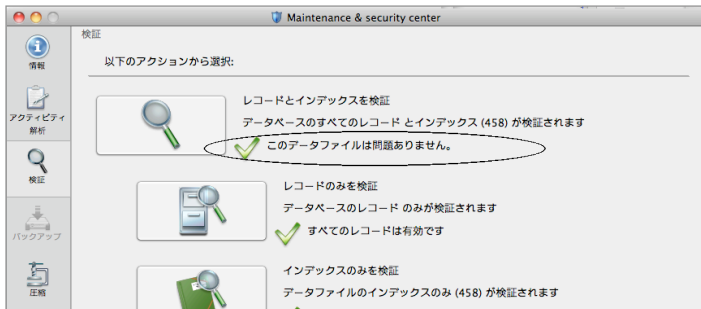 Maintenance & security center
検証
情報
以下のアクションから選択:
アクティビティ
解析
レコードとインデックスを検証
データベースのすべてのレコード とインデックス (458) が検証されます
このデータファイルは問題ありません。
検証
レコードのみを検証
データベースのレコード のみが検証されます
すべてのレコードは有効です
バックアップ
圧縮
インデックスのみを検証
データファイルのインデックスのみ (458) が検証されます